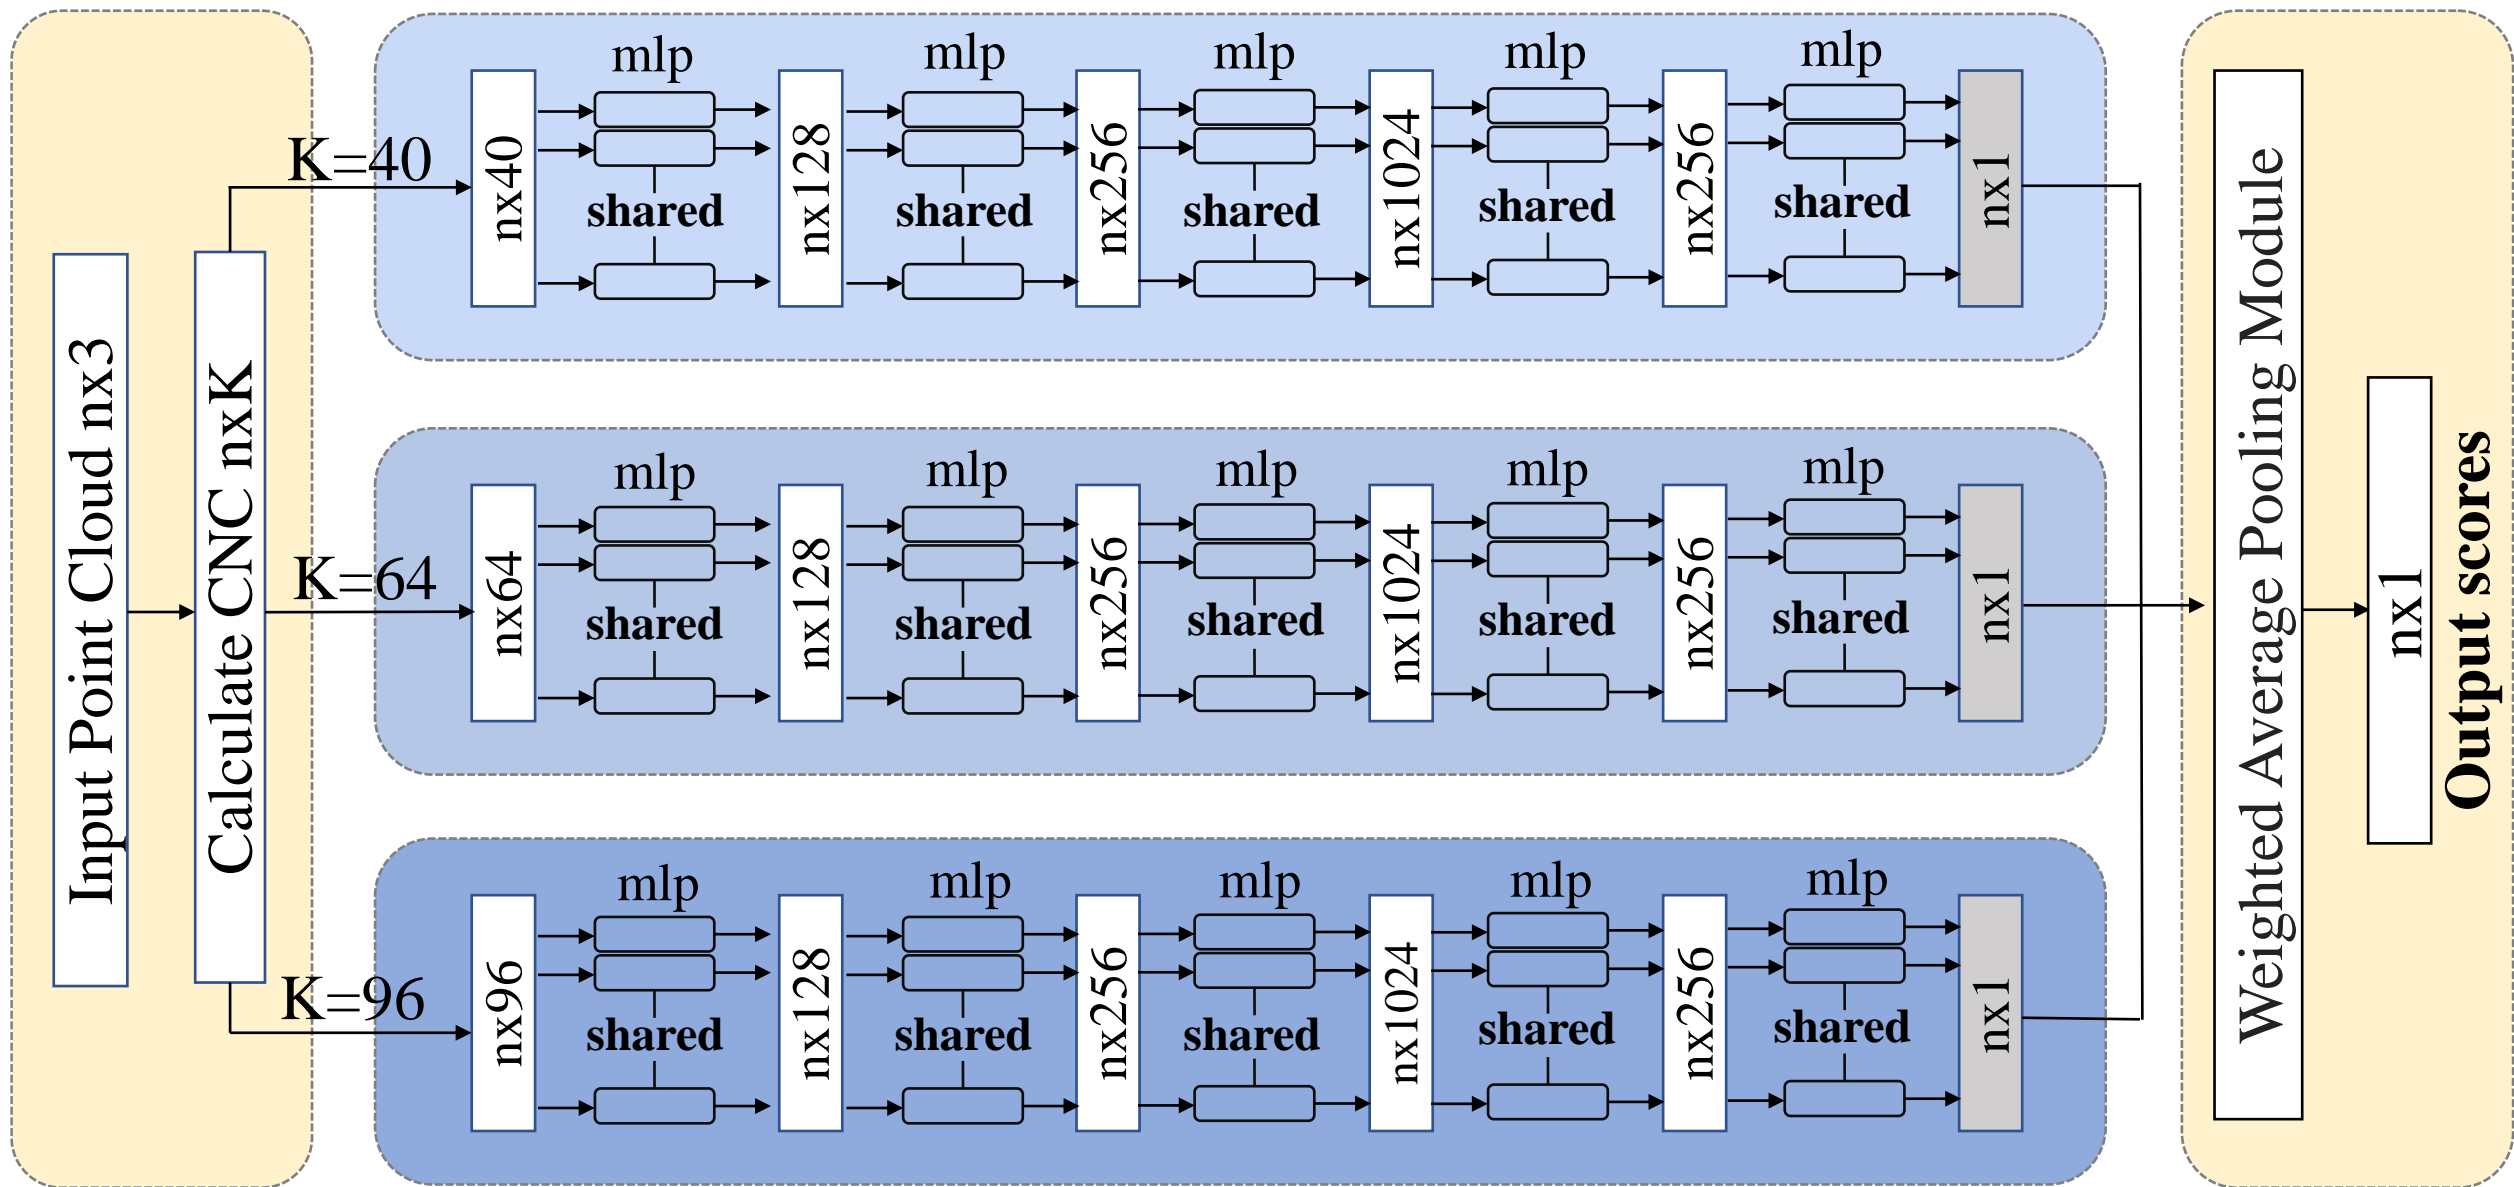 Input Point Cloud nx3
Calculate CNC nxK
K=40
nx40
mlp
shared
nx128
mlp
shared
nx256
mlp
shared
nx1024
mlp
shared
nx256
mlp
shared
nx1
K=64
nx64
mlp
shared
nx128
mlp
shared
nx256
mlp
shared
nx1024
mlp
shared
nx256
mlp
shared
nx1
K=96
nx96
mlp
shared
nx128
mlp
shared
nx256
mlp
shared
nx1024
mlp
shared
nx256
mlp
shared
nx1
Weighted Average Pooling Module
nx1
Output scores